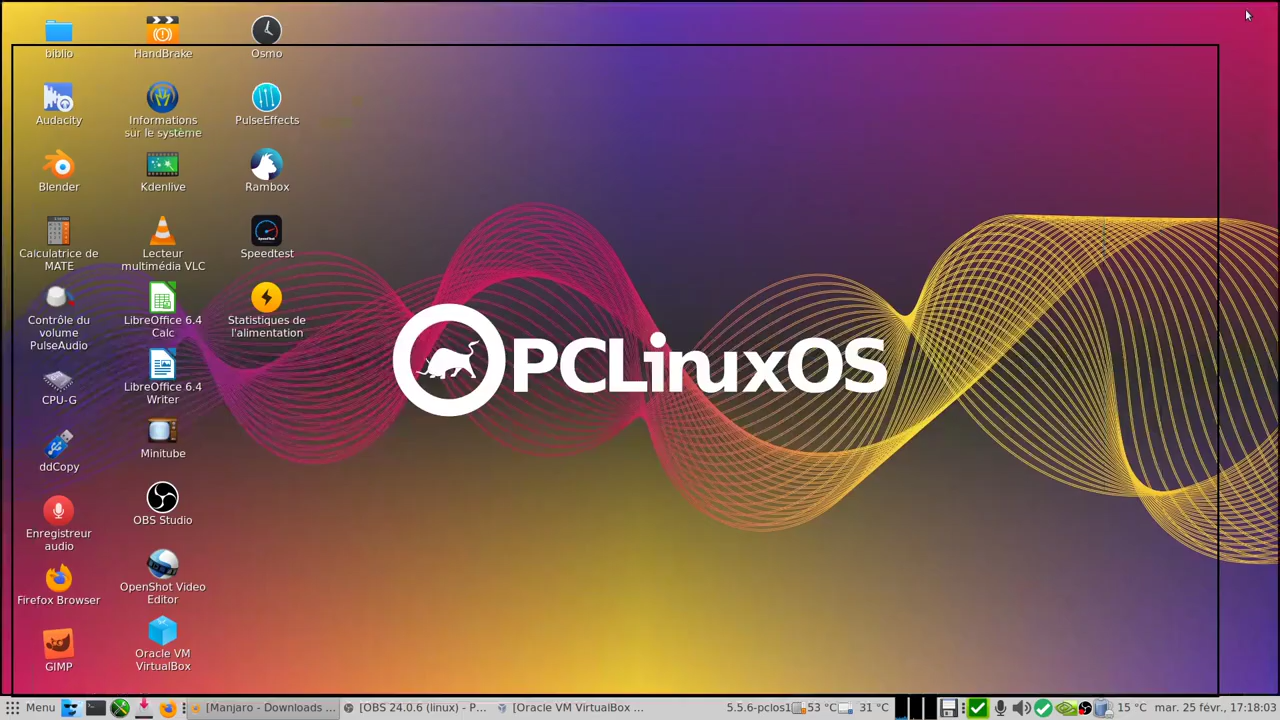 biblio
HandBrake
Osmo
Audacity
Informations
sur le système
PulseEffects
Blender
Kdenlive
Rambox
Calculatrice de
MATE
Lecteur
multimédia VLC
Speedtest
Contrôle du
volume
PulseAudio
LibreOffice 6.4
Calc
Statistiques de
l'alimentation
PCLinuxOS
CPU-G
LibreOffice 6.4
Writer
ddCopy
Minitube
Enregistreur
audio
OBS Studio
Firefox Browser
OpenShot Video
Editor
GIMP
Oracle VM
VirtualBox
Menu [Manjaro - Downloads ... [OBS 24.0.6 (linux) - P... [Oracle VM VirtualBox ... 5.5.6-pclos1 53 °C 31 °C 15 °C mar. 25 févr., 17:18:03